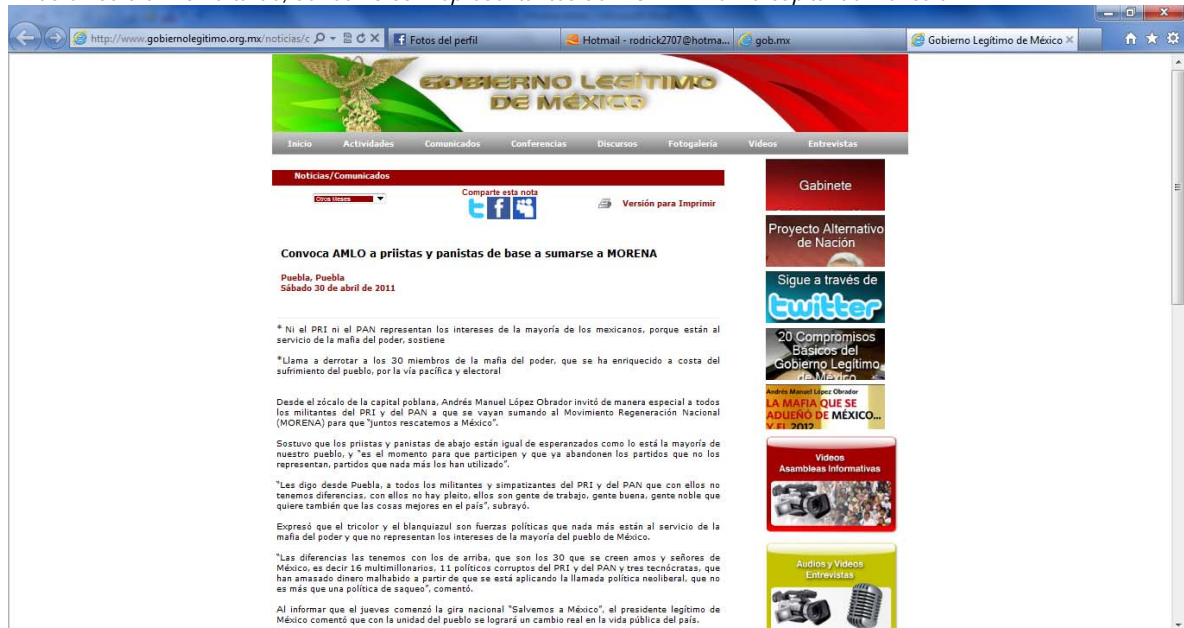 http://www.gobiernolegitimo.org.mx/noticias/c
Fotos del perfil
Hotmail - rodrick2707@hotma...
gob.mx
Gobierno Legítimo de México
GOBIERNO LEGÍTIMO
DE MÉXICO
Inicio Actividades Comunicados Conferencias Discursos Fotogalería Videos Entrevistas
Noticias/Comunicados
Otros Meses
Comparte esta nota
Versión para Imprimir
Convoca AMLO a priistas y panistas de base a sumarse a MORENA
Puebla, Puebla
Sábado 30 de abril de 2011
* Ni el PRI ni el PAN representan los intereses de la mayoría de los mexicanos, porque están al
servicio de la mafia del poder, sostiene
*Llama a derrotar a los 30 miembros de la mafia del poder, que se ha enriquecido a costa del
sufrimiento del pueblo, por la vía pacífica y electoral
Desde el zócalo de la capital poblana, Andrés Manuel López Obrador invitó de manera especial a todos
los militantes del PRI y del PAN a que se vayan sumando al Movimiento Regeneración Nacional
(MORENA) para que "juntos rescatemos a México".
Sostuvo que los priistas y panistas de abajo están igual de esperanzados como lo está la mayoría de
nuestro pueblo, y "es el momento para que participen y que ya abandonen los partidos que no los
representan, partidos que nada más los han utilizado".
"Les digo desde Puebla, a todos los militantes y simpatizantes del PRI y del PAN que con ellos no
tenemos diferencias, con ellos no hay pleito, ellos son gente de trabajo, gente buena, gente noble que
quiere también que las cosas mejores en el país", subrayó.
Expresó que el tricolor y el blanquiazul son fuerzas políticas que nada más están al servicio de la
mafia del poder y que no representan los intereses de la mayoría del pueblo de México.
"Las diferencias las tenemos con los de arriba, que son los 30 que se creen amos y señores de
México, es decir 16 multimillonarios, 11 políticos corruptos del PRI y del PAN y tres tecnócratas, que
han amasado dinero malhabido a partir de que se está aplicando la llamada política neoliberal, que no
es más que una política de saqueo", comentó.
Al informar que el jueves comenzó la gira nacional "Salvemos a México", el presidente legítimo de
México comentó que con la unidad del pueblo se logrará un cambio real en la vida pública del país.
Gabinete
Proyecto Alternativo
de Nación
Sigue a través de
twitter
20 Compromisos
Básicos del
Gobierno Legítimo
de México
Andrés Manuel López Obrador
LA MAFIA QUE SE
ADUEÑÓ DE MÉXICO...
Y EL 2012
Videos
Asambleas Informativas
Audios y Videos
Entrevistas